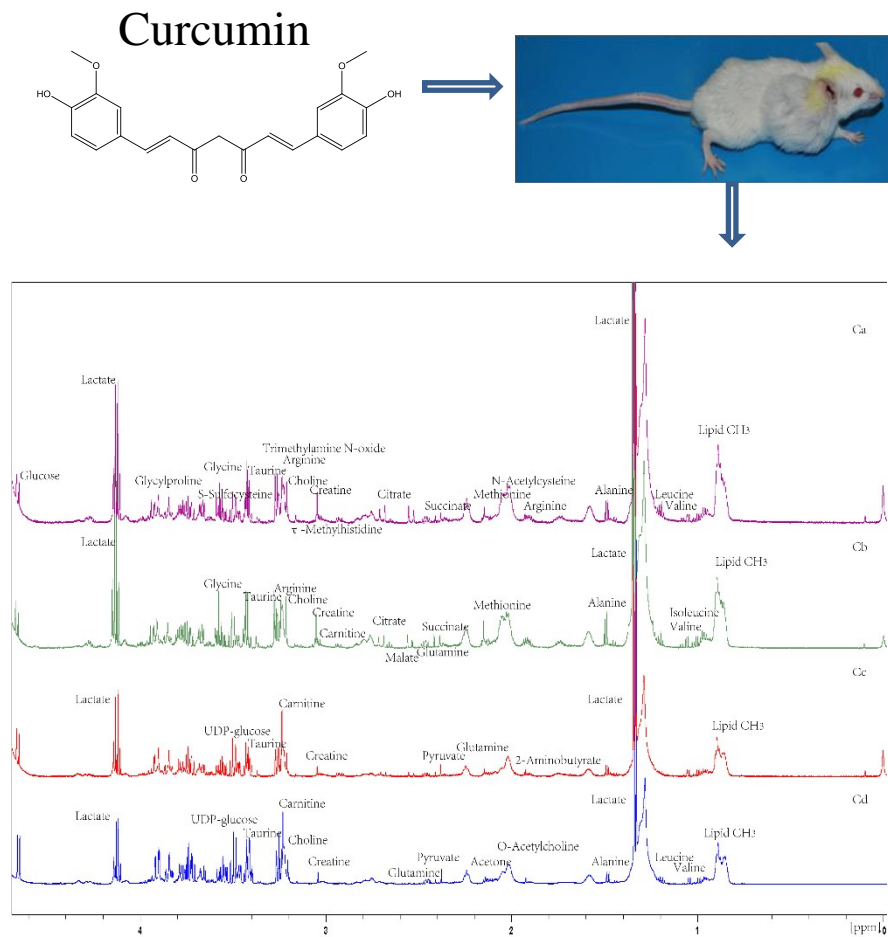 Curcumin
O
O
HO
OH
O
O
Lactate
Ca
Lactate
Lipid CH3
Trimethylamine N-oxide
Arginine
Glycine
Taurine
Glucose
Glycylproline
Choline
N-Acetylcysteine
S-Sulfocysteine
Creatine
Citrate
Methionine
Alanine
Leucine
Succinate
Arginine
Valine
τ -Methylhistidine
Lactate
Lactate
Cb
Lipid CH3
Glycine
Arginine
Taurine
Choline
Methionine
Alanine
Creatine
Isoleucine
Citrate
Succinate
Valine
Carnitine
Glutamine
Malate
Cc
Lactate
Carnitine
Lactate
Lipid CH3
UDP-glucose
Taurine
Glutamine
Creatine
Pyruvate
2-Aminobutyrate
Cd
Carnitine
Lactate
Lactate
UDP-glucose
Taurine
Lipid CH3
Choline
O-Acetylcholine
Pyruvate
Creatine
Acetone
Alanine
Leucine
Glutamine
Valine
4 3 2 1 [ppm] 0